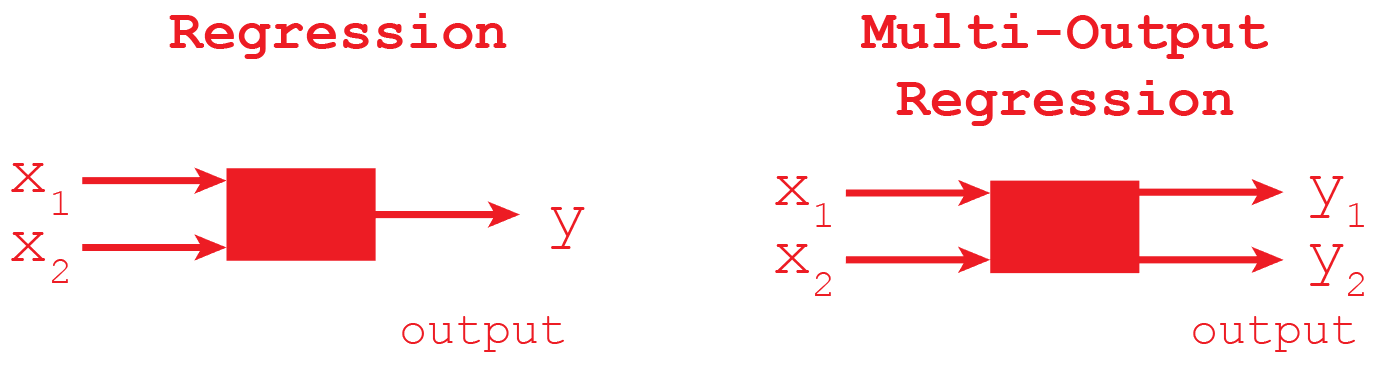 Regression
x1
x2
y
output
Multi-Output
Regression
x1
x2
y1
y2
output